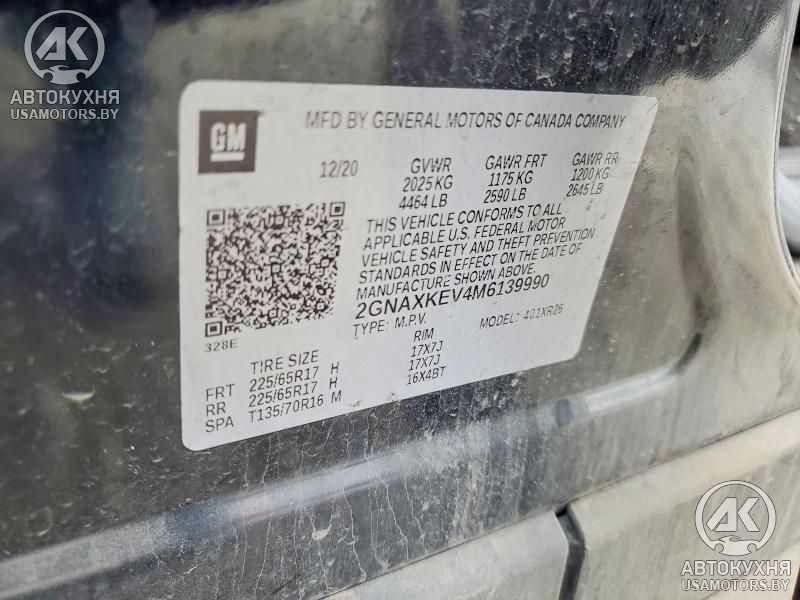 AK
АВТОКУХНЯ
USAMOTORS.BY
GM
MFD BY GENERAL MOTORS OF CANADA COMPANY
12/20 GVWR GAWR FRT GAWR RR
2025 KG 1175 KG 1200 KG
4464 LB 2590 LB 2645 LB
THIS VEHICLE CONFORMS TO ALL
APPLICABLE U.S. FEDERAL MOTOR
VEHICLE SAFETY AND THEFT PREVENTION
STANDARDS IN EFFECT ON THE DATE OF
MANUFACTURE SHOWN ABOVE.
2GNAXKEV4M6139990
TYPE: M.P.V. MODEL: 401XR26
328E
TIRE SIZE RIM
FRT 225/65R17 H 17X7J
RR 225/65R17 H 17X7J
SPA T135/70R16 M 16X4BT
AK
АВТОКУХНЯ
USAMOTORS.BY